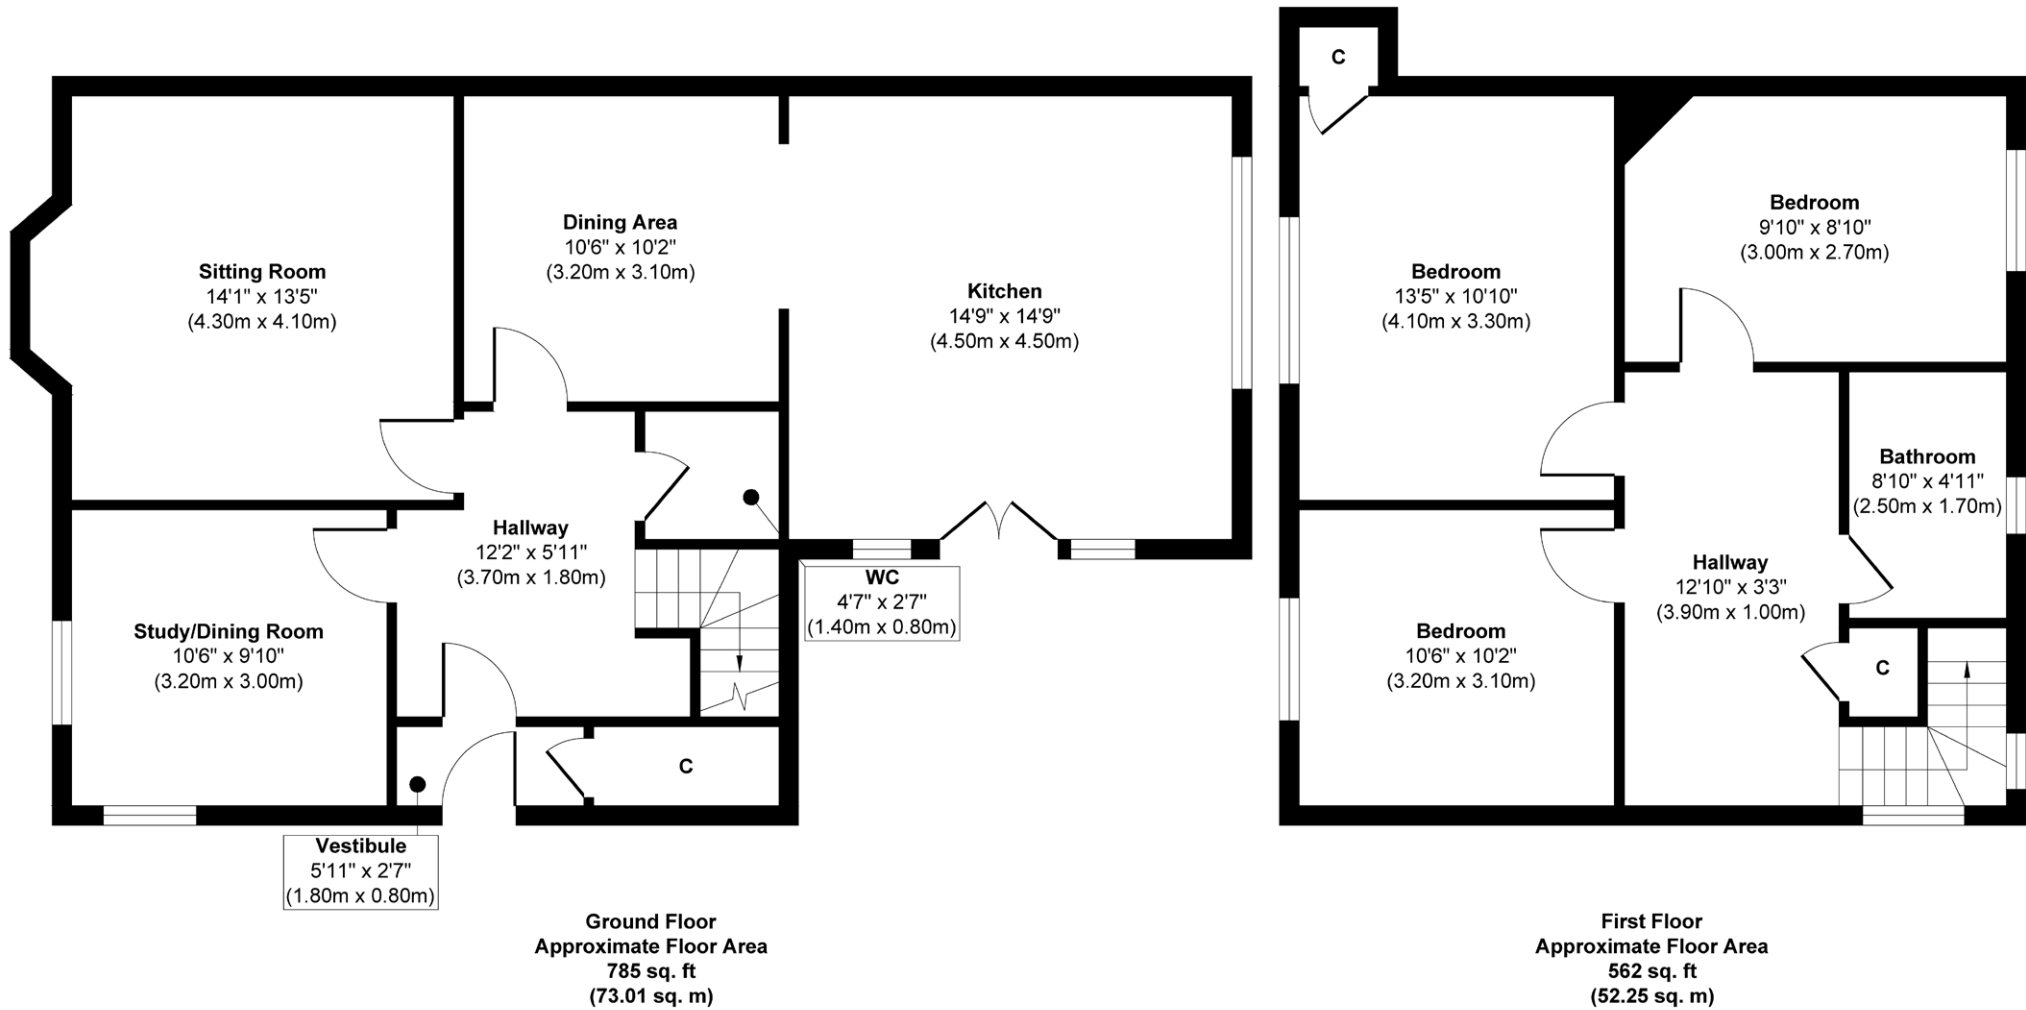 Sitting Room
14'1" x 13'5"
(4.30m x 4.10m)
Dining Area
10'6" x 10'2"
(3.20m x 3.10m)
Kitchen
14'9" x 14'9"
(4.50m x 4.50m)
Hallway
12'2" x 5'11"
(3.70m x 1.80m)
WC
4'7" x 2'7"
(1.40m x 0.80m)
Study/Dining Room
10'6" x 9'10"
(3.20m x 3.00m)
C
Vestibule
5'11" x 2'7"
(1.80m x 0.80m)
Ground Floor
Approximate Floor Area
785 sq. ft
(73.01 sq. m)
C
Bedroom
13'5" x 10'10"
(4.10m x 3.30m)
Bedroom
9'10" x 8'10"
(3.00m x 2.70m)
Bathroom
8'10" x 4'11"
(2.50m x 1.70m)
Hallway
12'10" x 3'3"
(3.90m x 1.00m)
Bedroom
10'6" x 10'2"
(3.20m x 3.10m)
C
First Floor
Approximate Floor Area
562 sq. ft
(52.25 sq. m)